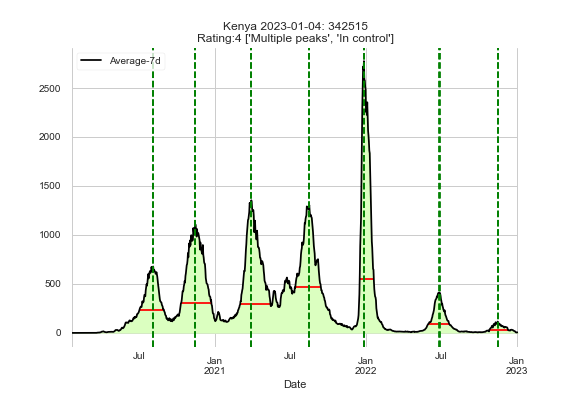 Kenya 2023-01-04: 342515
Rating:4 ['Multiple peaks', 'In control']
Average-7d
2500
2000
1500
1000
500
0
Jul
Jan
2021
Jul
Jan
2022
Jul
Jan
2023
Date